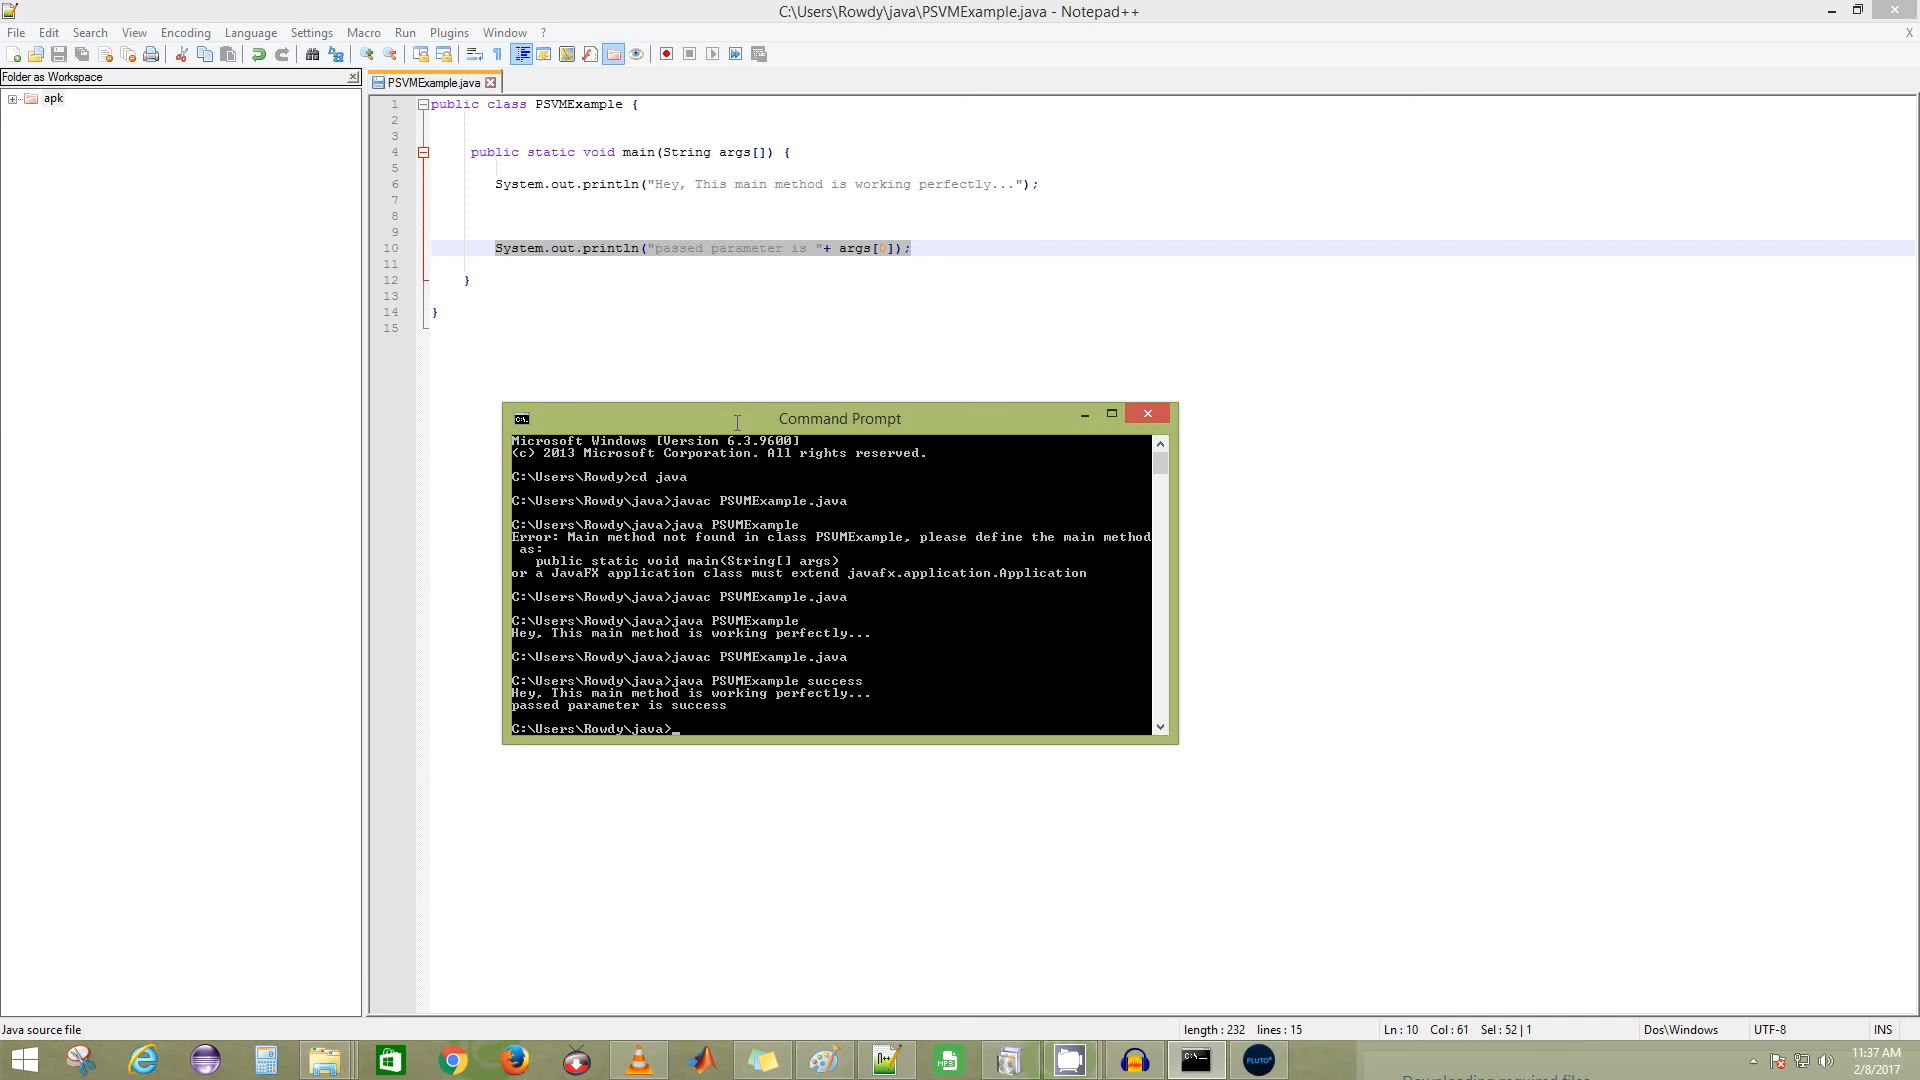 C:\Users\Rowdy\java\PSVMExample.java - Notepad++
File Edit Search View Encoding Language Settings Macro Run Plugins Window ? X
Folder as Workspace
apk
PSVMExample.java
1 public class PSVMExample {
2
3
4 public static void main(String args[]) {
5
6 System.out.println("Hey, This main method is working perfectly...");
7
8
9
10 System.out.println("passed parameter is "+ args[0]);
11
12 }
13
14 }
15
Command Prompt
Microsoft Windows [Version 6.3.9600]
(c) 2013 Microsoft Corporation. All rights reserved.
C:\Users\Rowdy>cd java
C:\Users\Rowdy\java>javac PSVMExample.java
C:\Users\Rowdy\java>java PSVMExample
Error: Main method not found in class PSVMExample, please define the main method
as:
public static void main(String[] args)
or a JavaFX application class must extend javafx.application.Application
C:\Users\Rowdy\java>javac PSVMExample.java
C:\Users\Rowdy\java>java PSVMExample
Hey, This main method is working perfectly...
C:\Users\Rowdy\java>javac PSVMExample.java
C:\Users\Rowdy\java>java PSVMExample success
Hey, This main method is working perfectly...
passed parameter is success
C:\Users\Rowdy\java>_
Java source file
length : 232 lines : 15
Ln : 10 Col : 61 Sel : 52 | 1
Dos\Windows
UTF-8
INS
MP3
PLUTO
11:37 AM
2/8/2017
Downloading required files